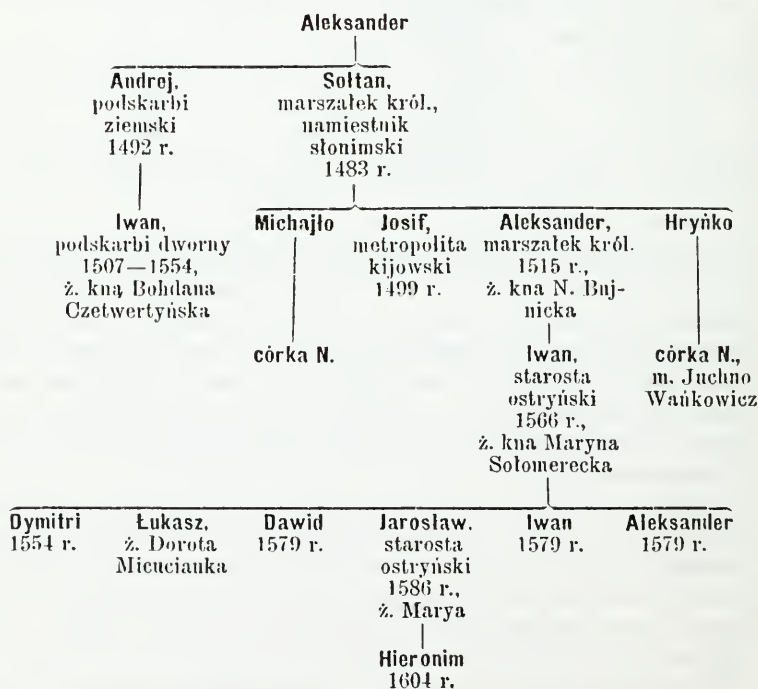 Aleksander
Andrej,
podskarbi
ziemski
1492 r.
Sołtan,
marszałek król.,
namiestnik
słonimski
1483 r.
Iwan,
podskarbi dworny
1507—1554,
ż. kną Bohdana
Czetwertyńska
Michajło
córka N.
Josif,
metropolita
kijowski
1499 r.
Aleksander,
marszałek król.
1515 r.,
ż. kna N. Buj-
nicka
Hryńko
córka N.,
m. Juchno
Wańkowicz
Iwan,
starosta
ostryński
1566 r.,
ż. kna Maryna
Sołomerecka
Dymitri
1554 r.
Łukasz,
ż. Dorota
Micucianka
Dawid
1579 r.
Jarosław.
starosta
ostryński
1586 r.,
ż. Marya
Iwan
1579 r.
Aleksander
1579 r.
Hieronim
1604 r.